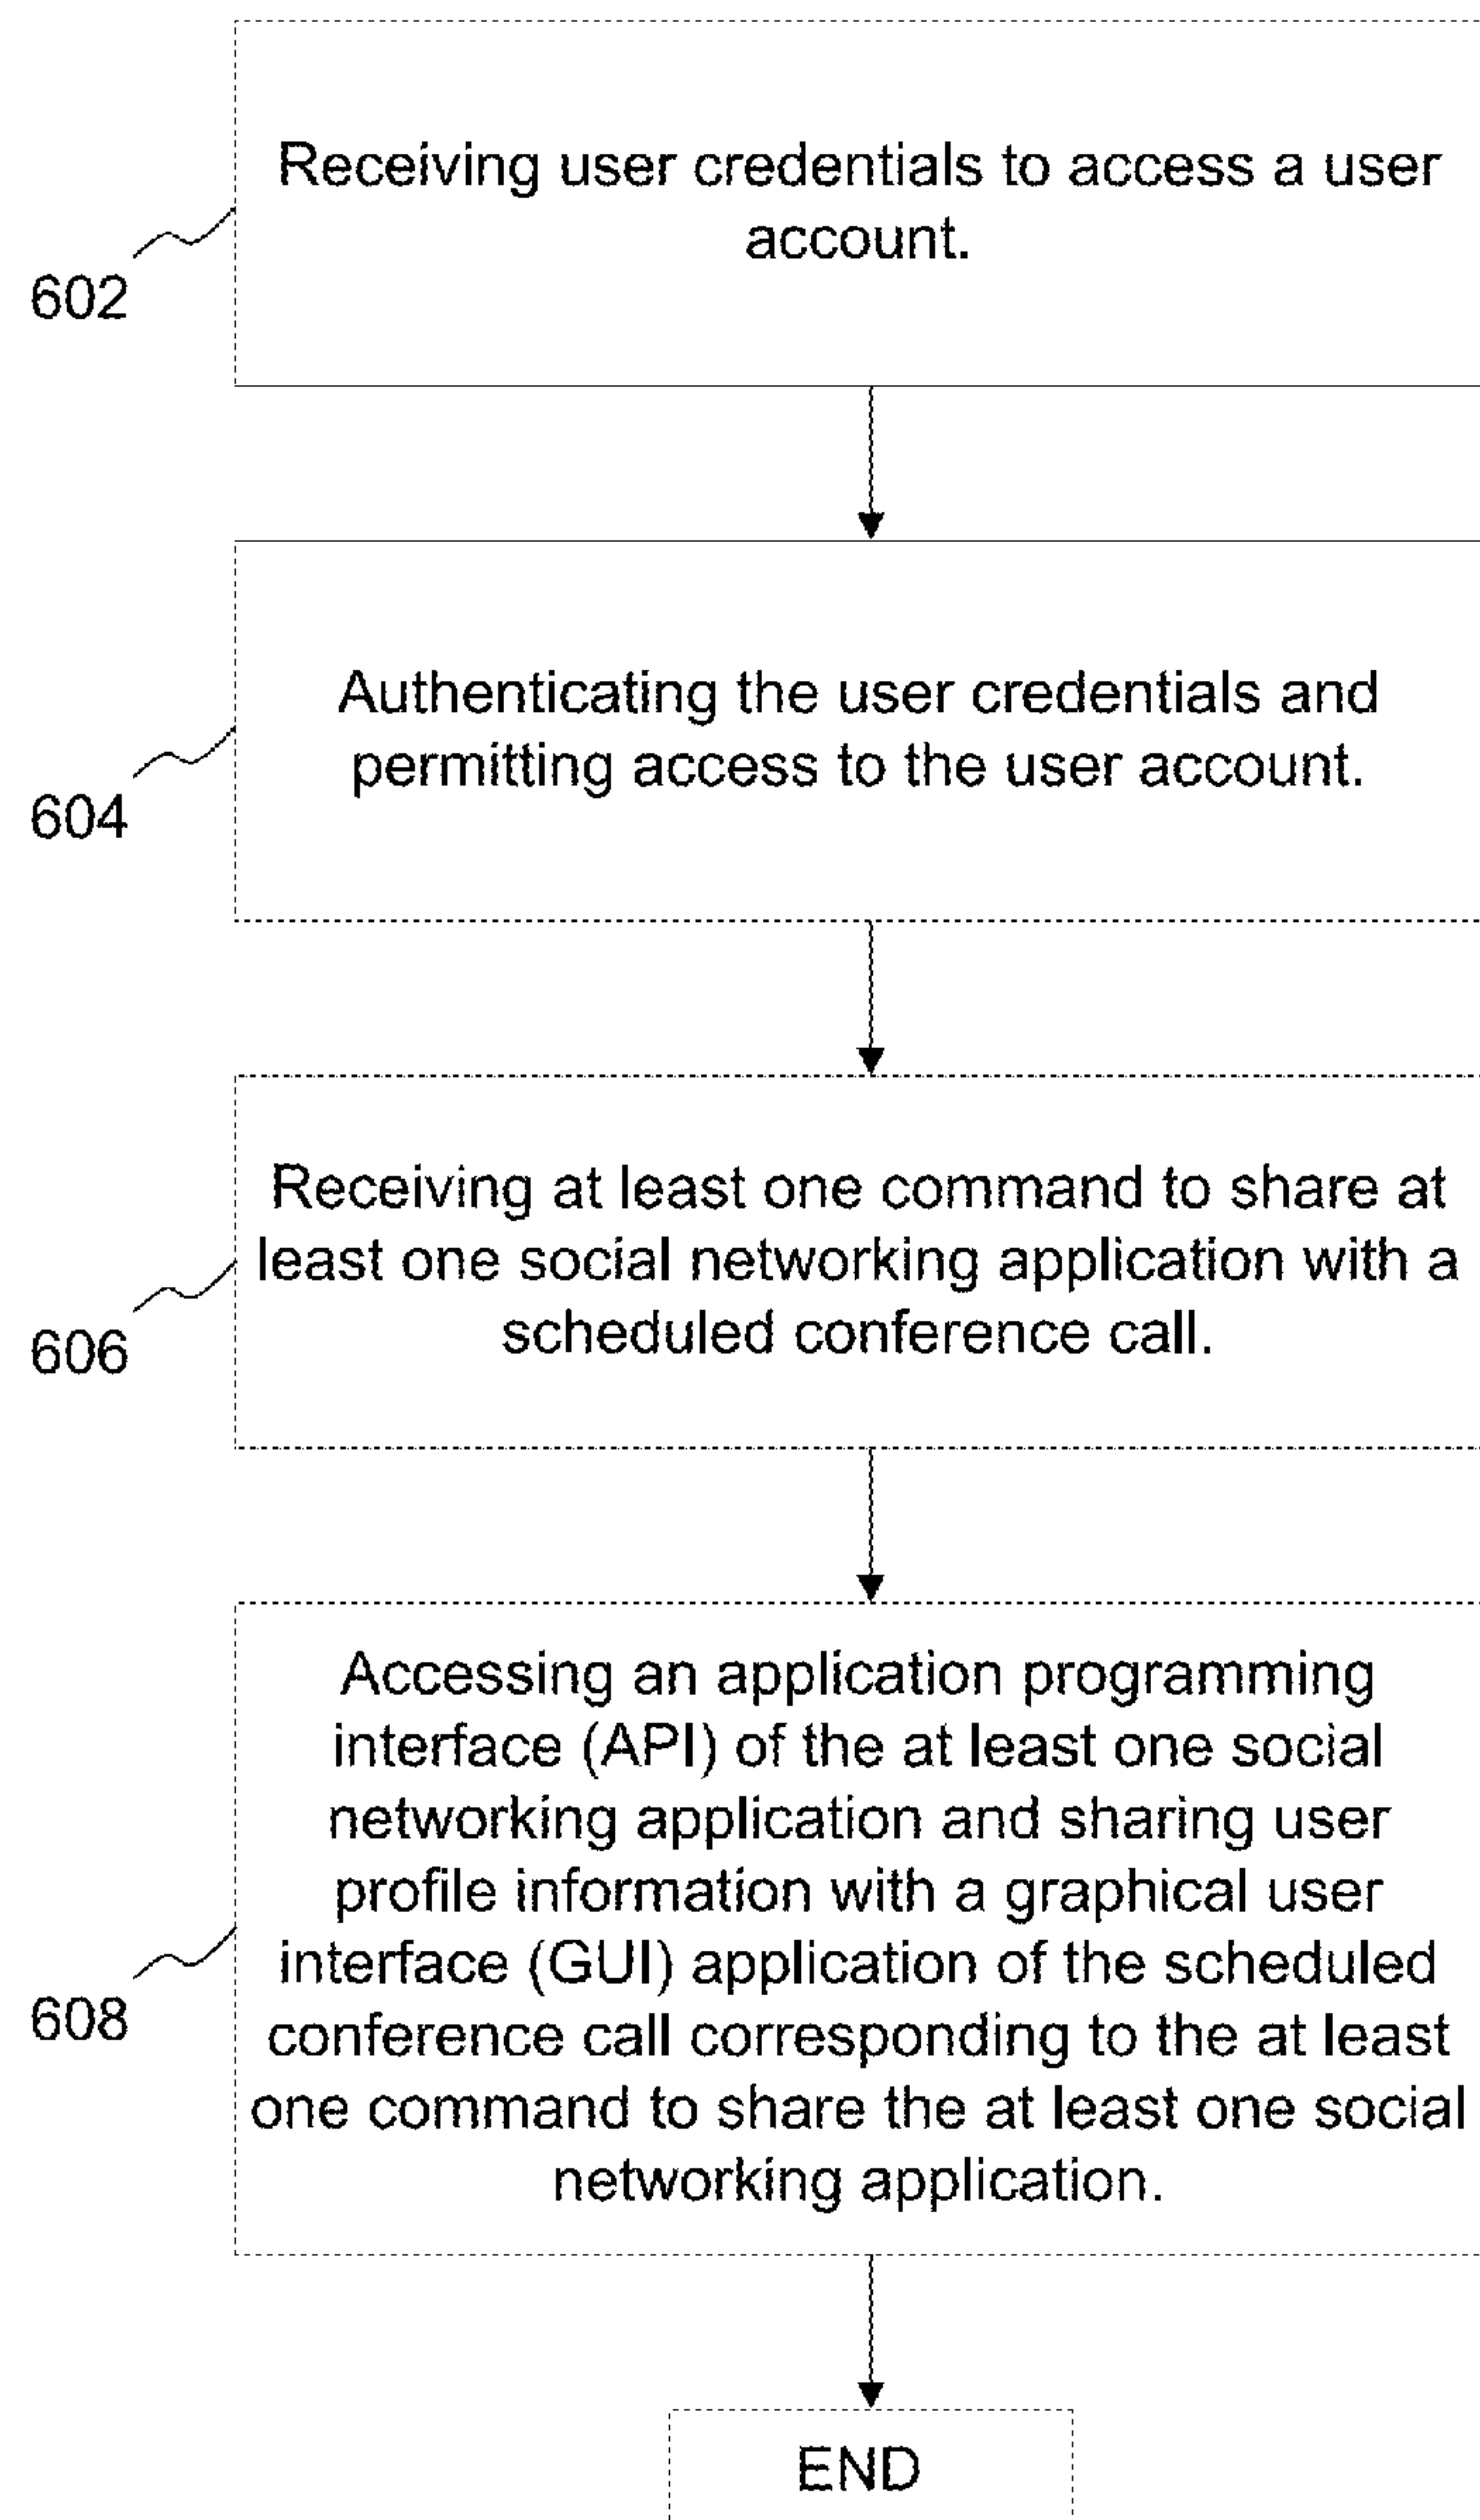 Receiving user credentials to access a user
account.
602
Authenticating the user credentials and
permitting access to the user account.
604
Receiving at least one command to share at
least one social networking application with a
scheduled conference call.
606
Accessing an application programming
interface (API) of the at least one social
networking application and sharing user
profile information with a graphical user
interface (GUI) application of the scheduled
conference call corresponding to the at least
one command to share the at least one social
networking application.
608
END